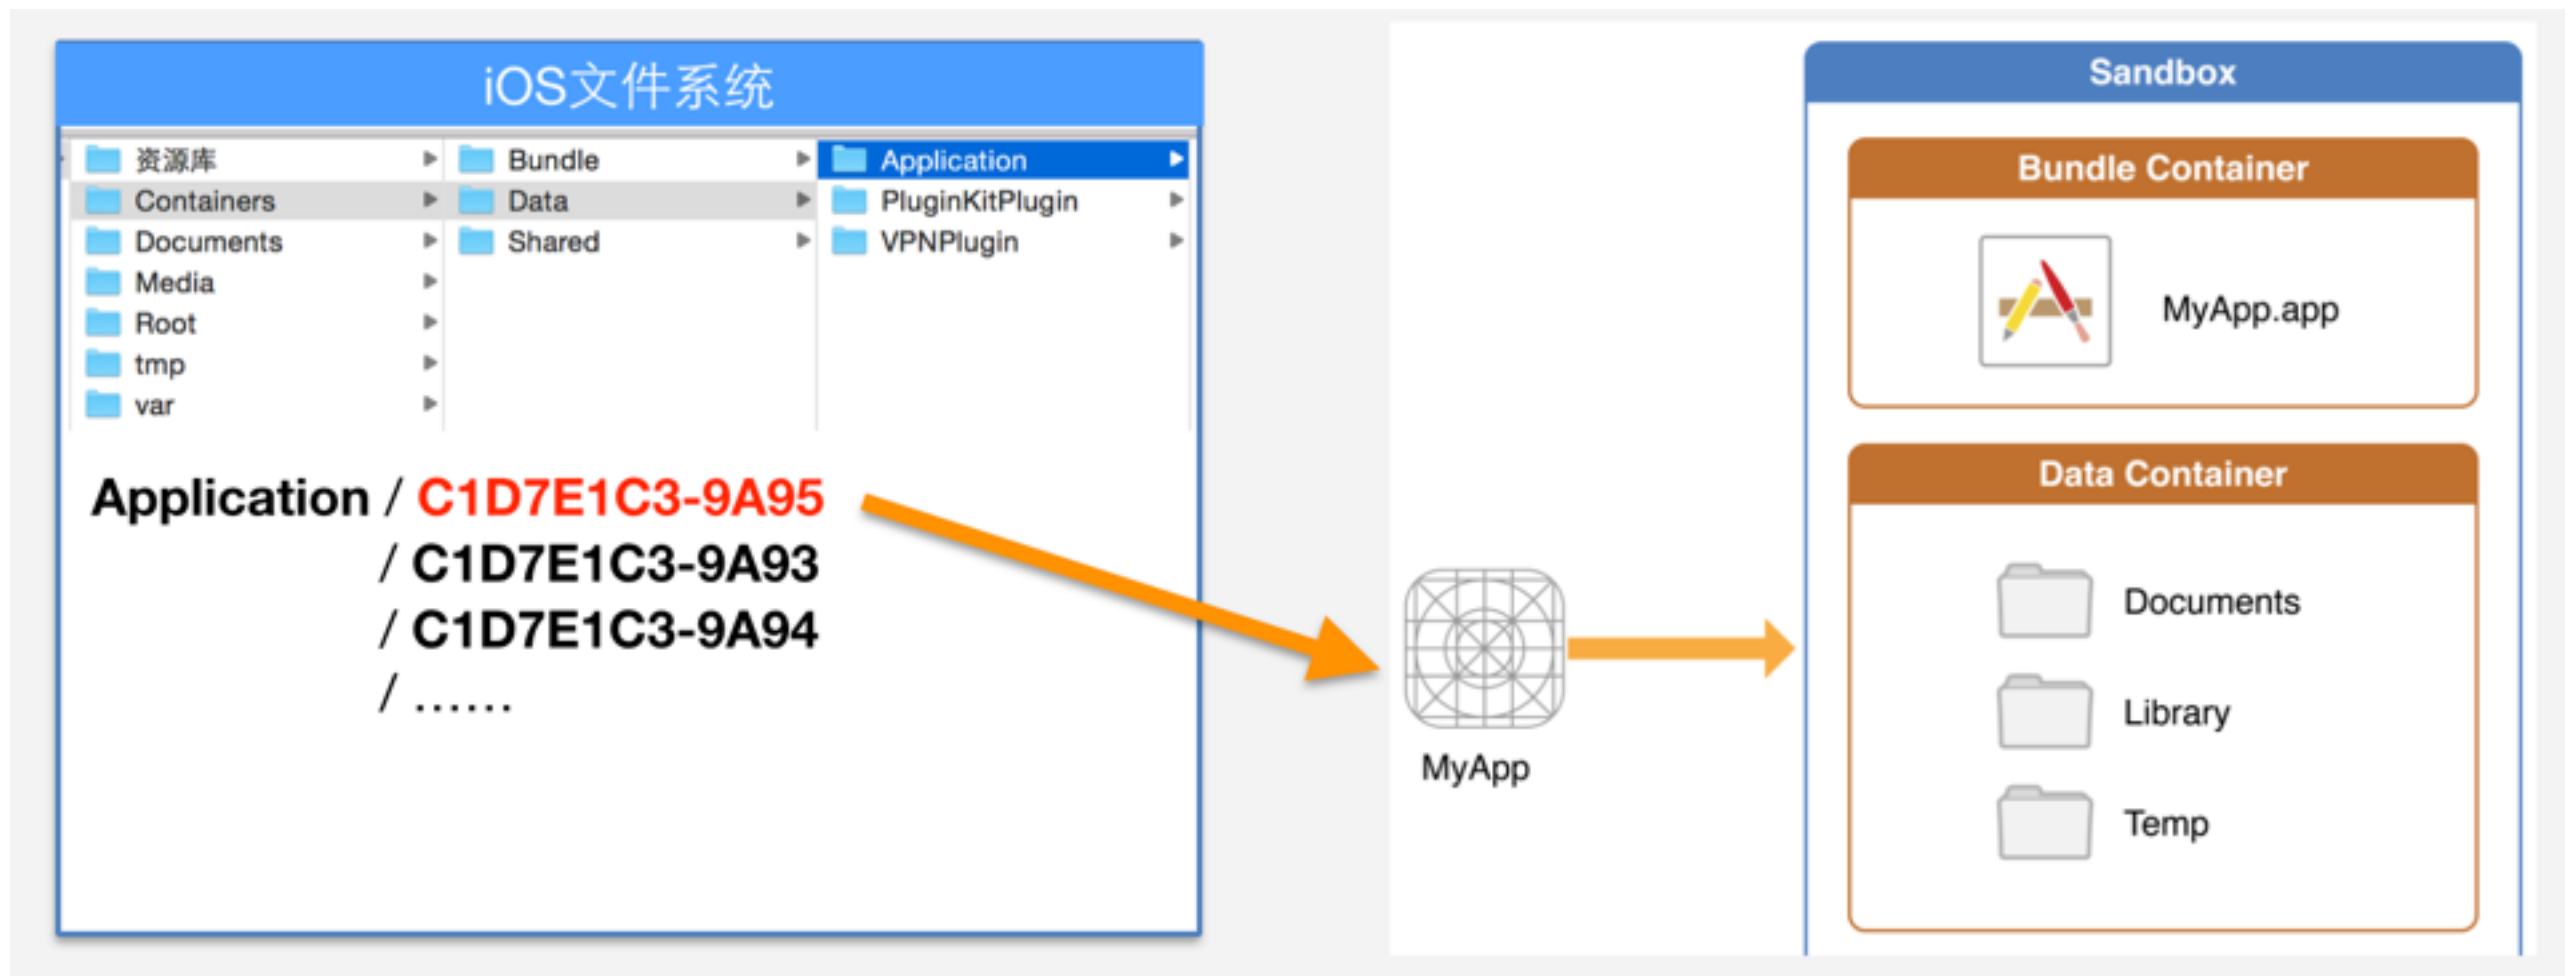 iOS文件系统
资源库
Containers
Documents
Media
Root
tmp
var
Bundle
Data
Shared
Application
PluginKitPlugin
VPNPlugin
Application / C1D7E1C3-9A95
/ C1D7E1C3-9A93
/ C1D7E1C3-9A94
/ ......
MyApp
Sandbox
Bundle Container
MyApp.app
Data Container
Documents
Library
Temp